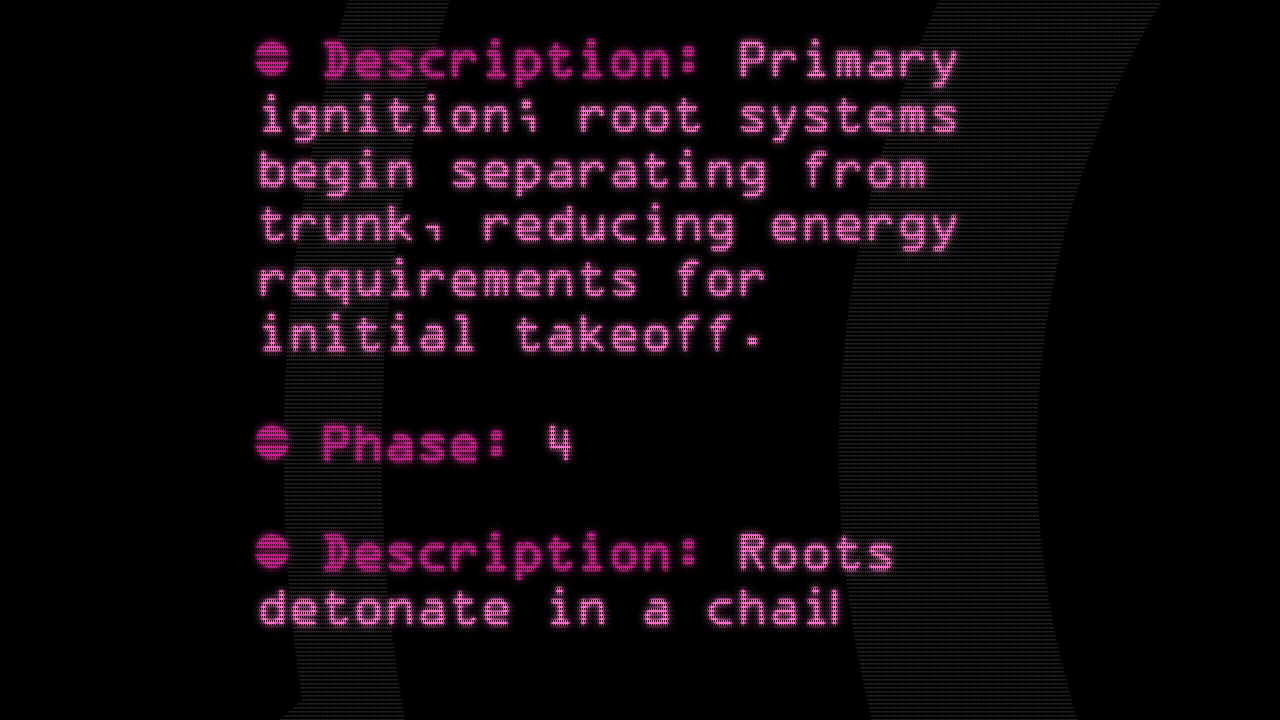 Description: Primary
ignition; root systems
begin separating from
trunk, reducing energy
requirements for
initial takeoff.
Phase: 4
Description: Roots
detonate in a chai